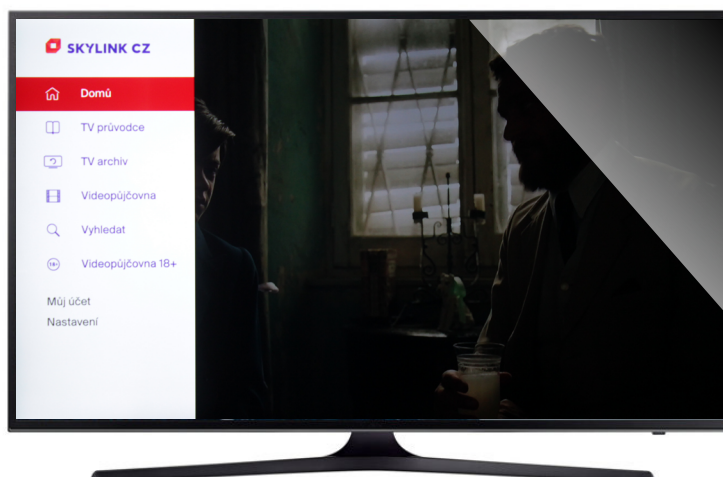 SKYLINK CZ
Domů
TV průvodce
TV archiv
Videopůjčovna
Vyhledat
Videopůjčovna 18+
Můj účet
Nastavení